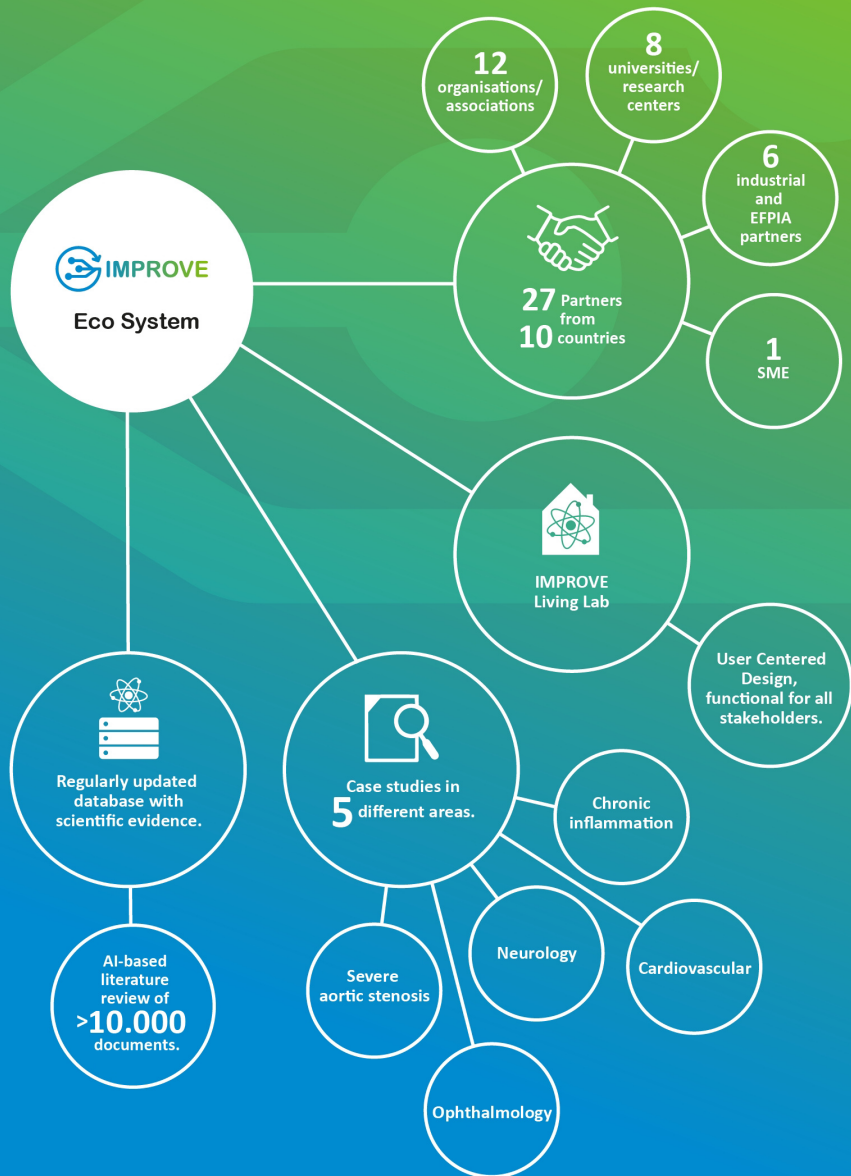 IMPROVE
Eco System
12
organisations/
associations
8
universities/
research
centers
6
industrial
and
EFPIA
partners
1
SME
27 Partners
from
10 countries
IMPROVE
Living Lab
User Centered
Design,
functional for all
stakeholders.
Regularly updated
database with
scientific evidence.
AI-based
literature
review of
>10.000
documents.
Case studies in
5 different areas.
Chronic
inflammation
Cardiovascular
Neurology
Severe
aortic stenosis
Ophthalmology